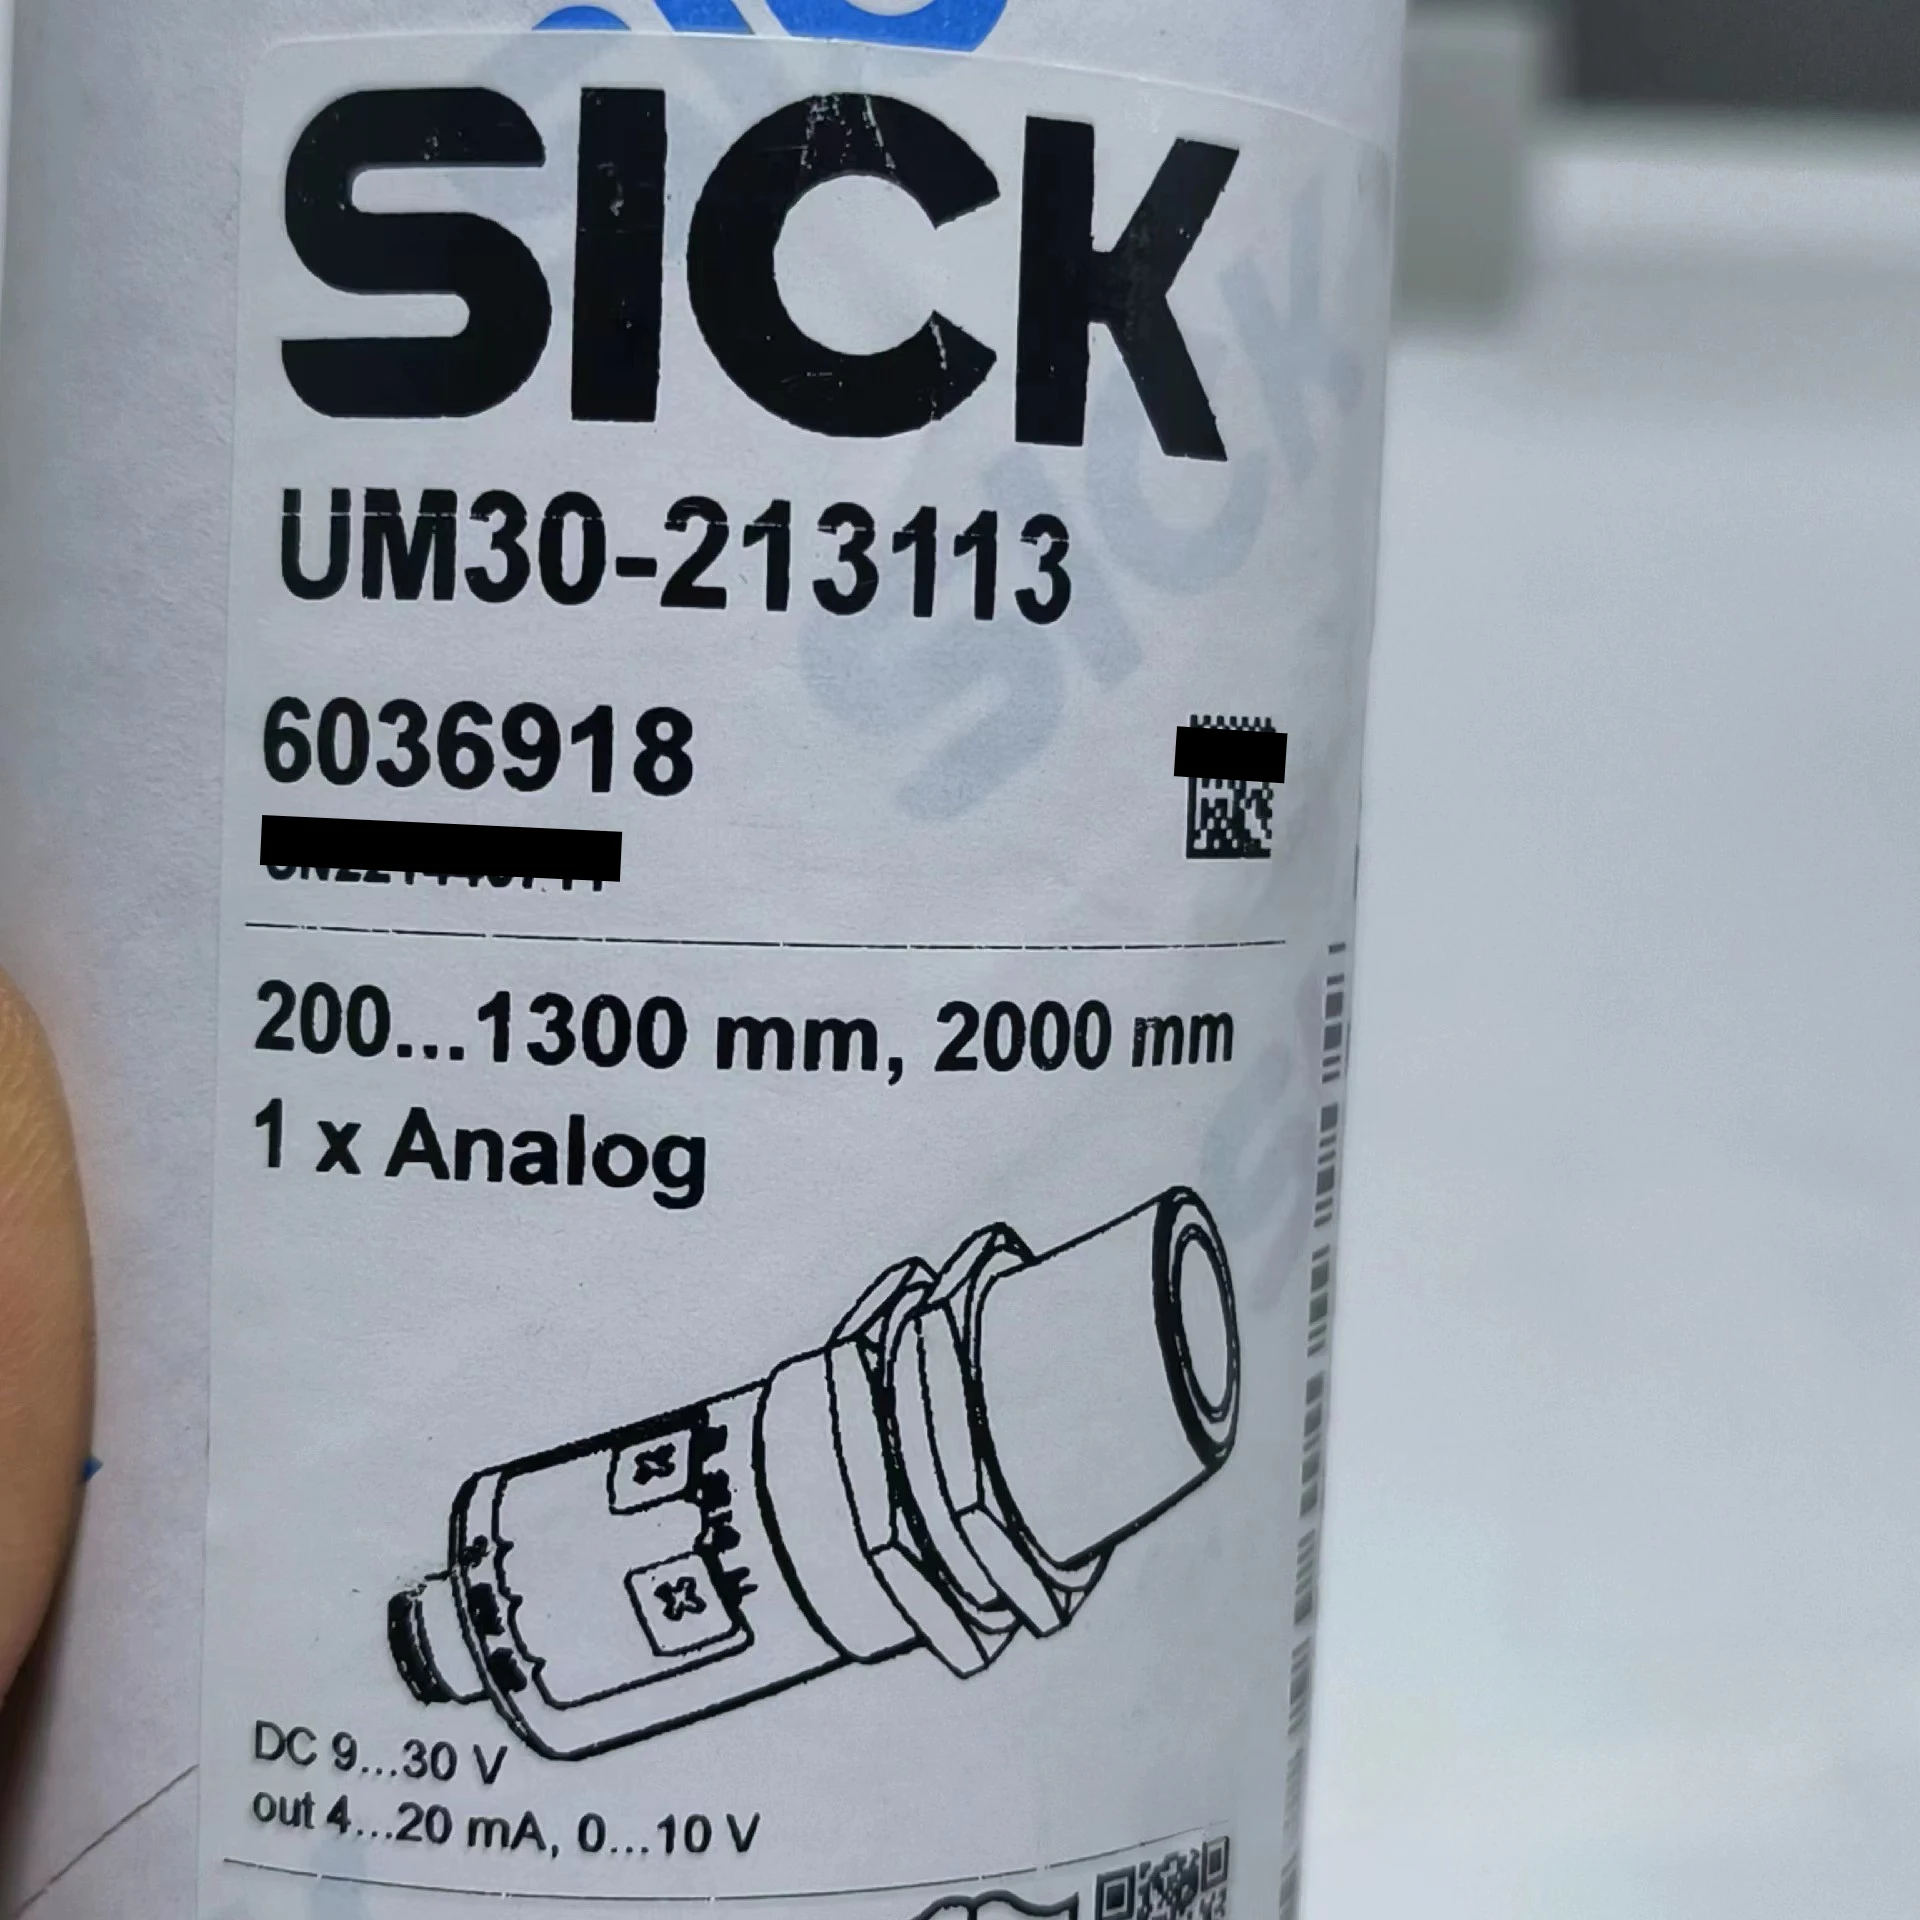 SICK
UM30-213113
6036918
200...1300 mm, 2000 mm
1 x Analog
DC 9...30 V
out 4...20 mA, 0...10 V